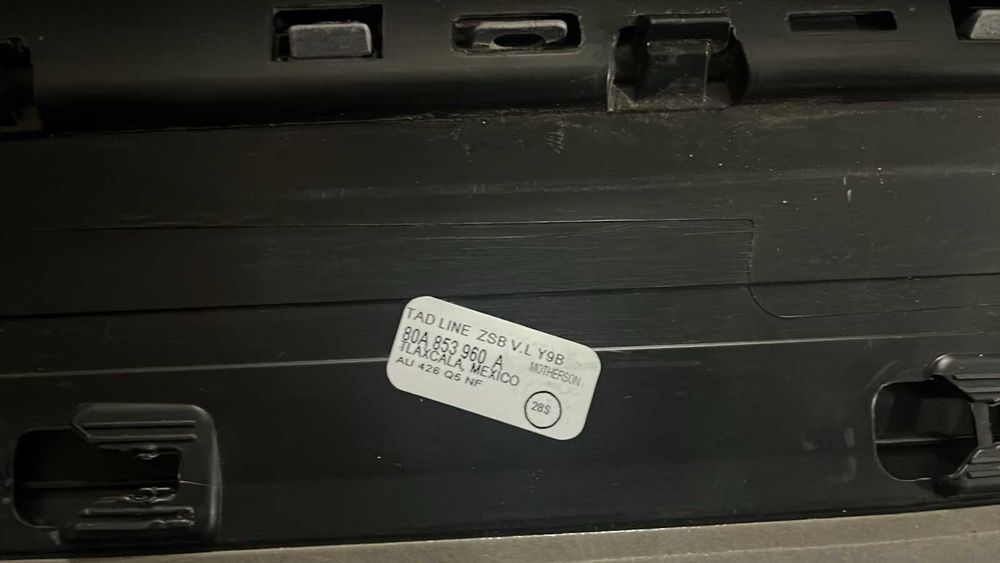 TAD LINE ZSB V.L Y9B
80A 853 960 A
MOTHERSON
TLAXCALA, MEXICO
AU 426 Q5 NF
28S